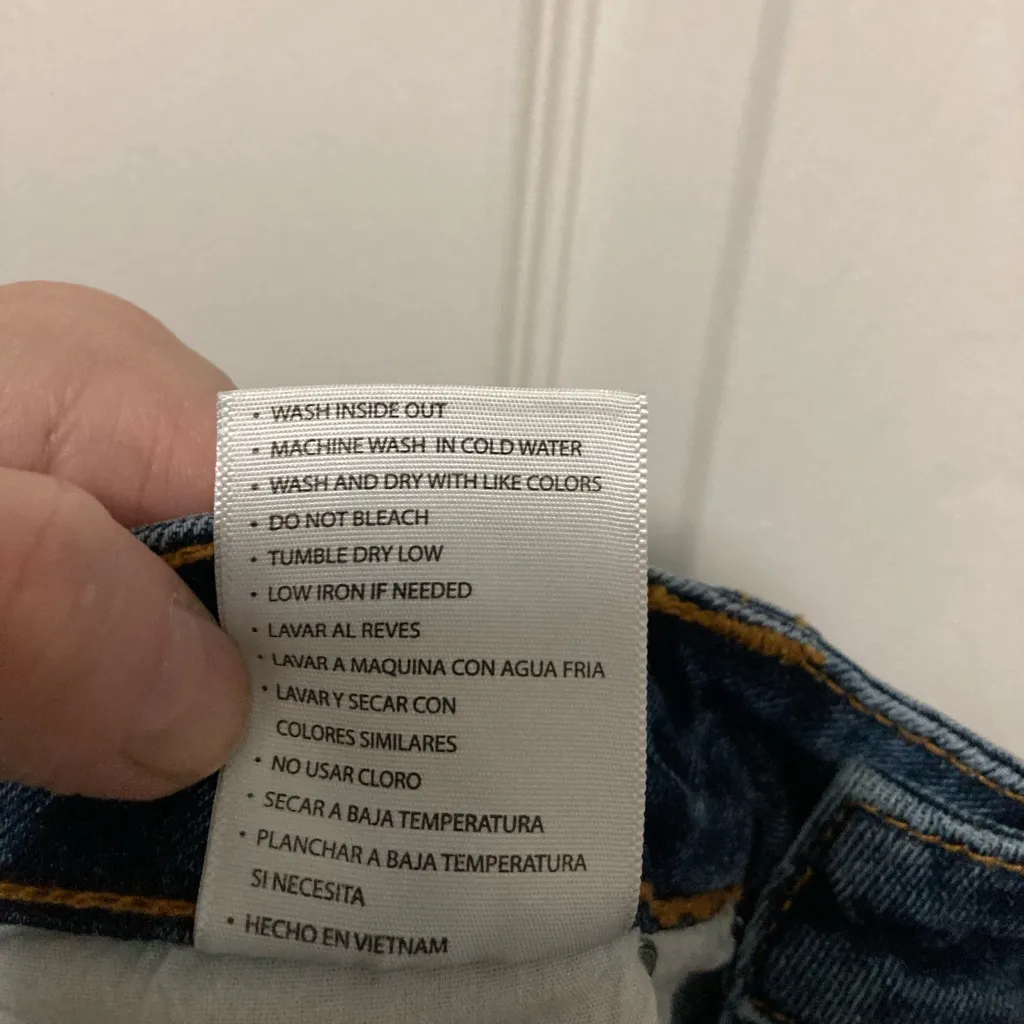 • WASH INSIDE OUT
• MACHINE WASH IN COLD WATER
• WASH AND DRY WITH LIKE COLORS
• DO NOT BLEACH
• TUMBLE DRY LOW
• LOW IRON IF NEEDED
• LAVAR AL REVES
• LAVAR A MAQUINA CON AGUA FRIA
• LAVAR Y SECAR CON
COLORES SIMILARES
• NO USAR CLORO
• SECAR A BAJA TEMPERATURA
• PLANCHAR A BAJA TEMPERATURA
SI NECESITA
• HECHO EN VIETNAM